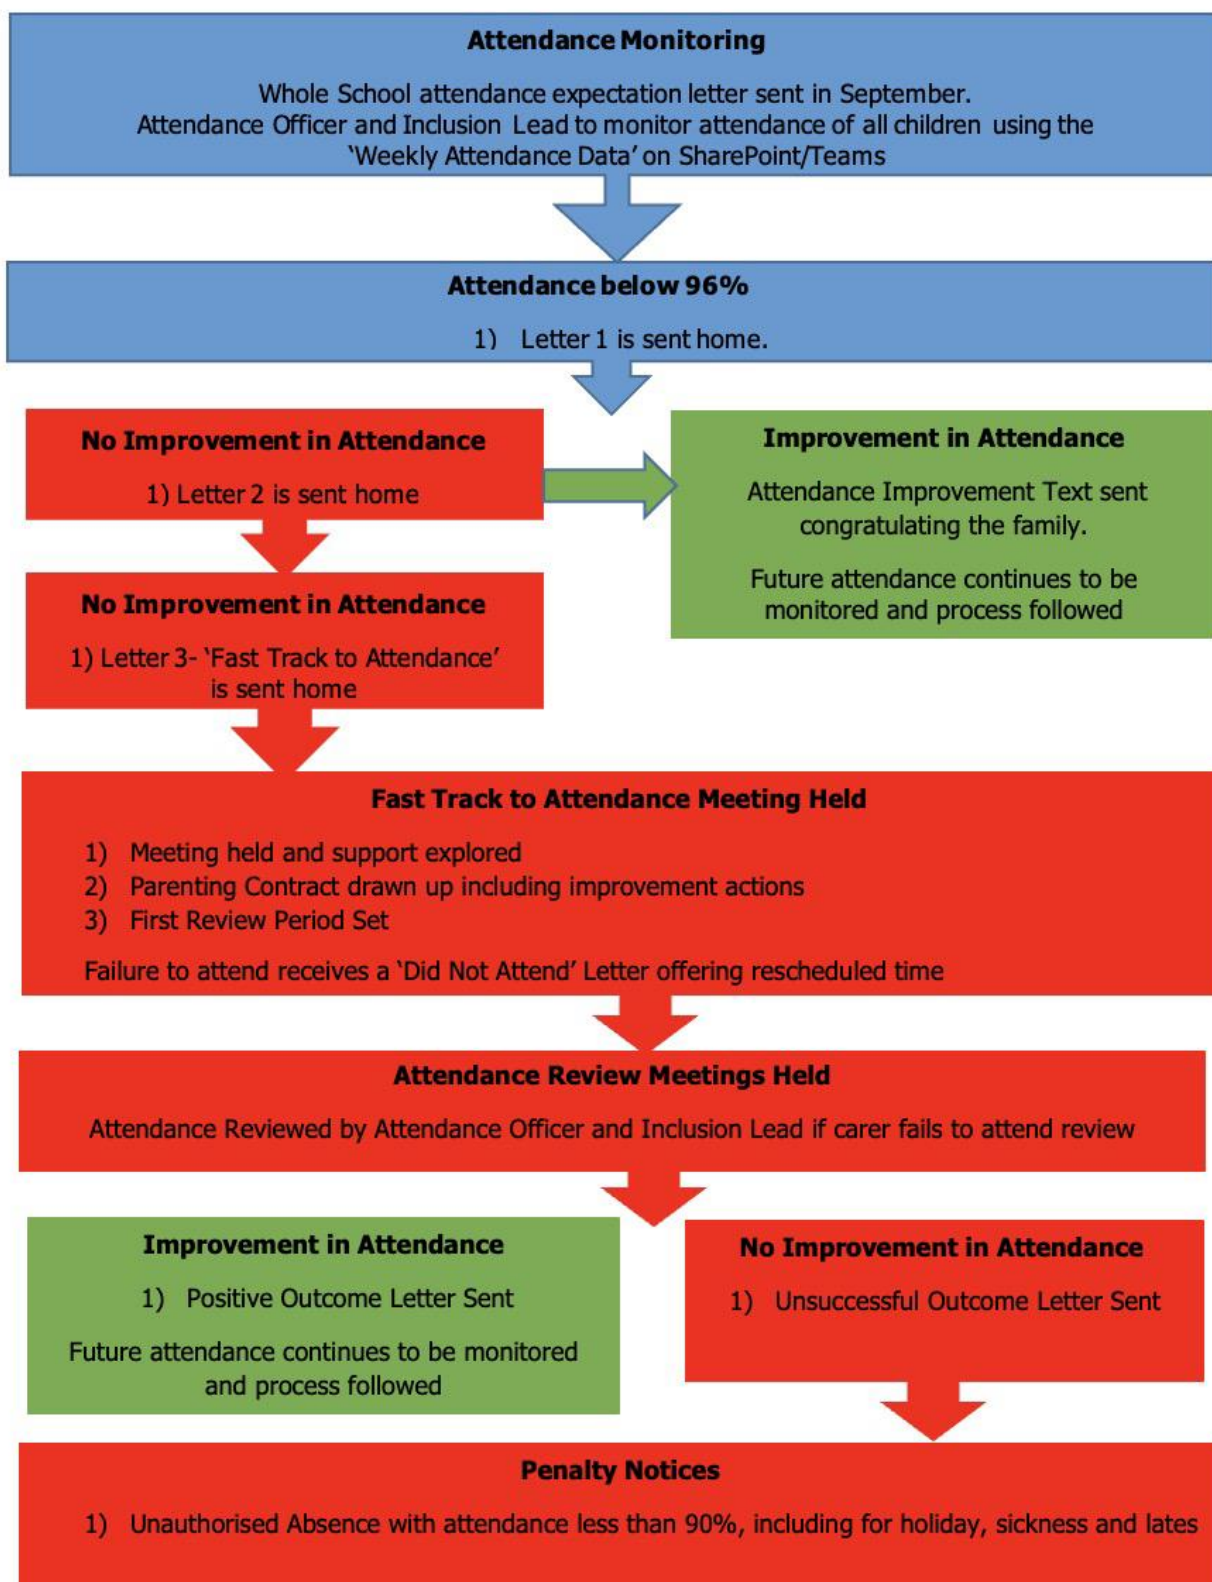 Attendance Monitoring
Whole School attendance expectation letter sent in September.
Attendance Officer and Inclusion Lead to monitor attendance of all children using the
‘Weekly Attendance Data’ on SharePoint/Teams
Attendance below 96%
1) Letter 1 is sent home.
No Improvement in Attendance
1) Letter 2 is sent home
Improvement in Attendance
Attendance Improvement Text sent
congratulating the family.
Future attendance continues to be
monitored and process followed
No Improvement in Attendance
1) Letter 3- ‘Fast Track to Attendance’
is sent home
Fast Track to Attendance Meeting Held
1) Meeting held and support explored
2) Parenting Contract drawn up including improvement actions
3) First Review Period Set
Failure to attend receives a ‘Did Not Attend’ Letter offering rescheduled time
Attendance Review Meetings Held
Attendance Reviewed by Attendance Officer and Inclusion Lead if carer fails to attend review
Improvement in Attendance
1) Positive Outcome Letter Sent
Future attendance continues to be monitored
and process followed
No Improvement in Attendance
1) Unsuccessful Outcome Letter Sent
Penalty Notices
1) Unauthorised Absence with attendance less than 90%, including for holiday, sickness and lates